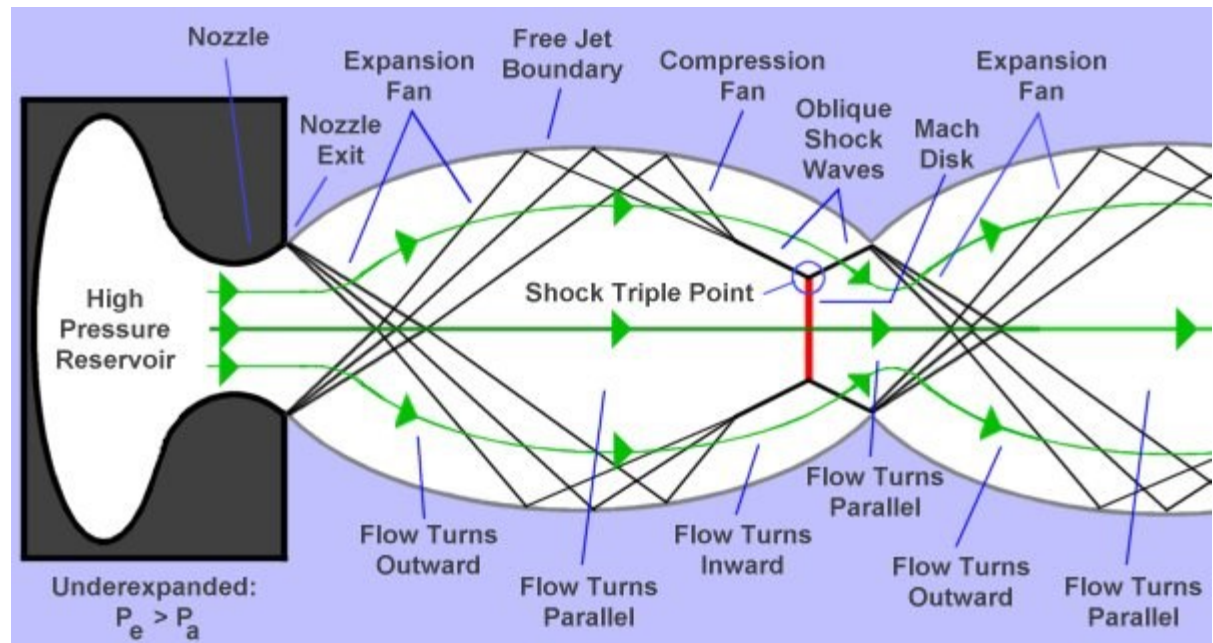 Nozzle
Expansion
Fan
Nozzle
Exit
Free Jet
Boundary
Compression
Fan
Oblique
Shock
Waves
Expansion
Fan
Mach
Disk
High
Pressure
Reservoir
Shock Triple Point
Flow Turns
Outward
Flow Turns
Parallel
Flow Turns
Inward
Flow Turns
Parallel
Flow Turns
Outward
Flow Turns
Parallel
Underexpanded:
Pe > Pa